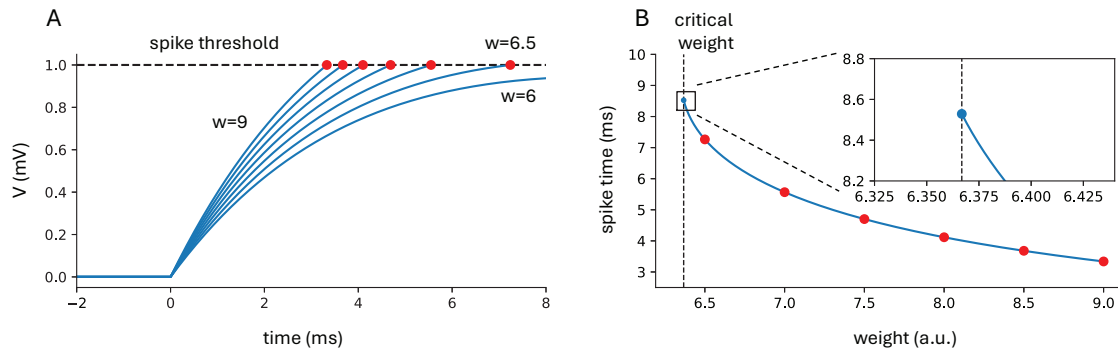 A
spike threshold
w=6.5
w=9
w=6
V (mV)
1.0
0.8
0.6
0.4
0.2
0.0
−2
0
2
4
6
8
time (ms)
B
critical
weight
spike time (ms)
10
9
8
7
6
5
4
3
6.5
7.0
7.5
8.0
8.5
9.0
weight (a.u.)
8.8
8.6
8.4
8.2
6.325
6.350
6.375
6.400
6.425